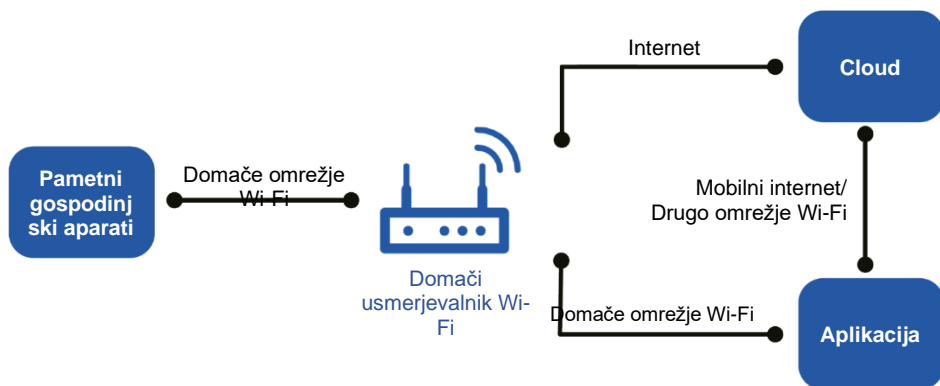 Internet
Cloud
Pametni
gospodinj
ski aparati
Domače omrežje
Wi-Fi
Mobilni internet/
Drugo omrežje Wi-Fi
Domači
usmerjevalnik Wi-
Fi
Domače omrežje Wi-Fi
Aplikacija